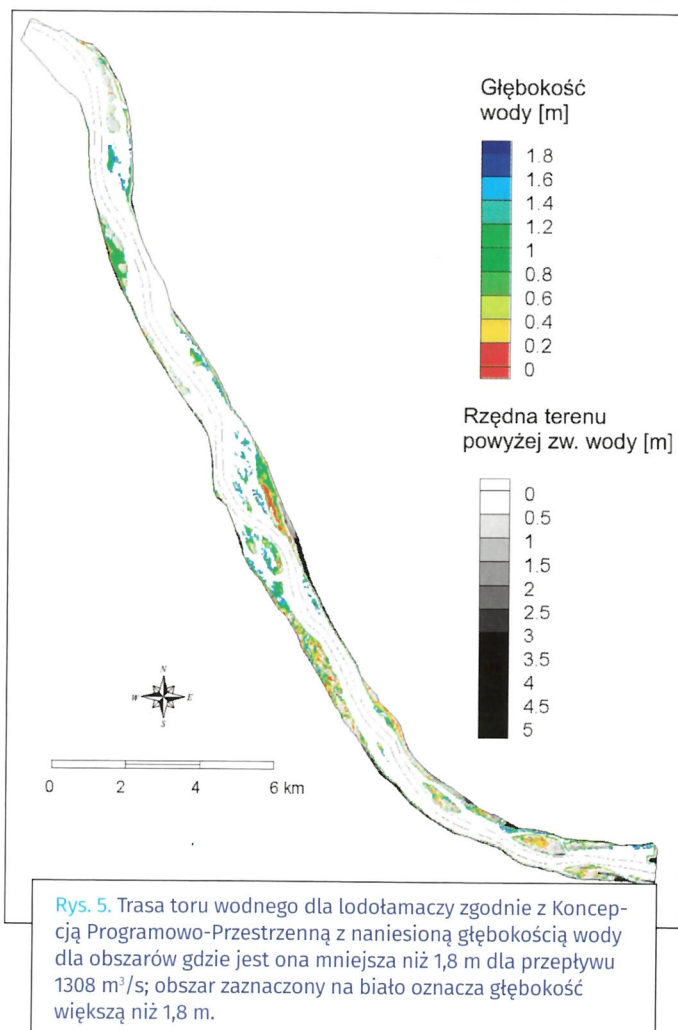 Głębokość
wody [m]
1.8
1.6
1.4
1.2
1
0.8
0.6
0.4
0.2
0
Rzędna terenu
powyżej zw. wody [m]
0
0.5
1
1.5
2
2.5
3
3.5
4
4.5
5
N
W E
S
0 2 4 6 km
Rys. 5. Trasa toru wodnego dla lodołamaczy zgodnie z Koncep-
cją Programowo-Przestrzenną z naniesioną głębokością wody
dla obszarów gdzie jest ona mniejsza niż 1,8 m dla przepływu
1308 m³/s; obszar zaznaczony na biało oznacza głębokość
większą niż 1,8 m.